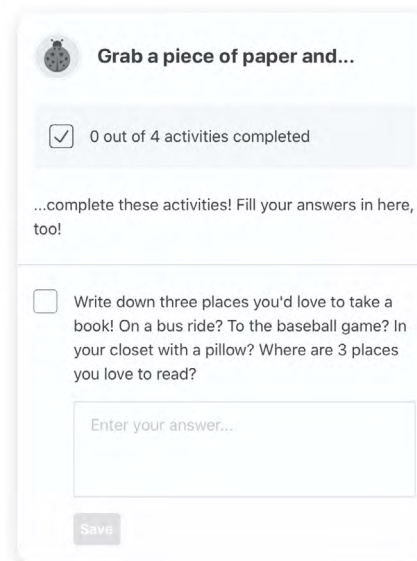 Grab a piece of paper and...
0 out of 4 activities completed
...complete these activities! Fill your answers in here,
too!
Write down three places you'd love to take a
book! On a bus ride? To the baseball game? In
your closet with a pillow? Where are 3 places
you love to read?
Enter your answer...
Save